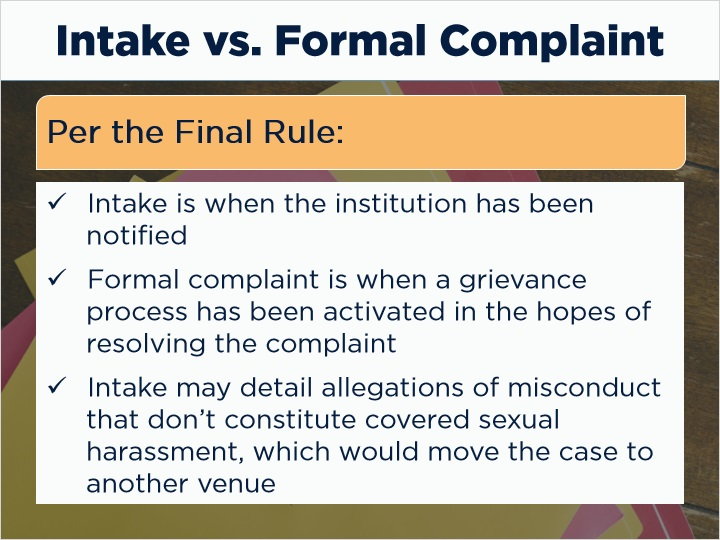 Intake vs. Formal Complaint
Per the Final Rule:
✓ Intake is when the institution has been
notified
✓ Formal complaint is when a grievance
process has been activated in the hopes of
resolving the complaint
✓ Intake may detail allegations of misconduct
that don’t constitute covered sexual
harassment, which would move the case to
another venue